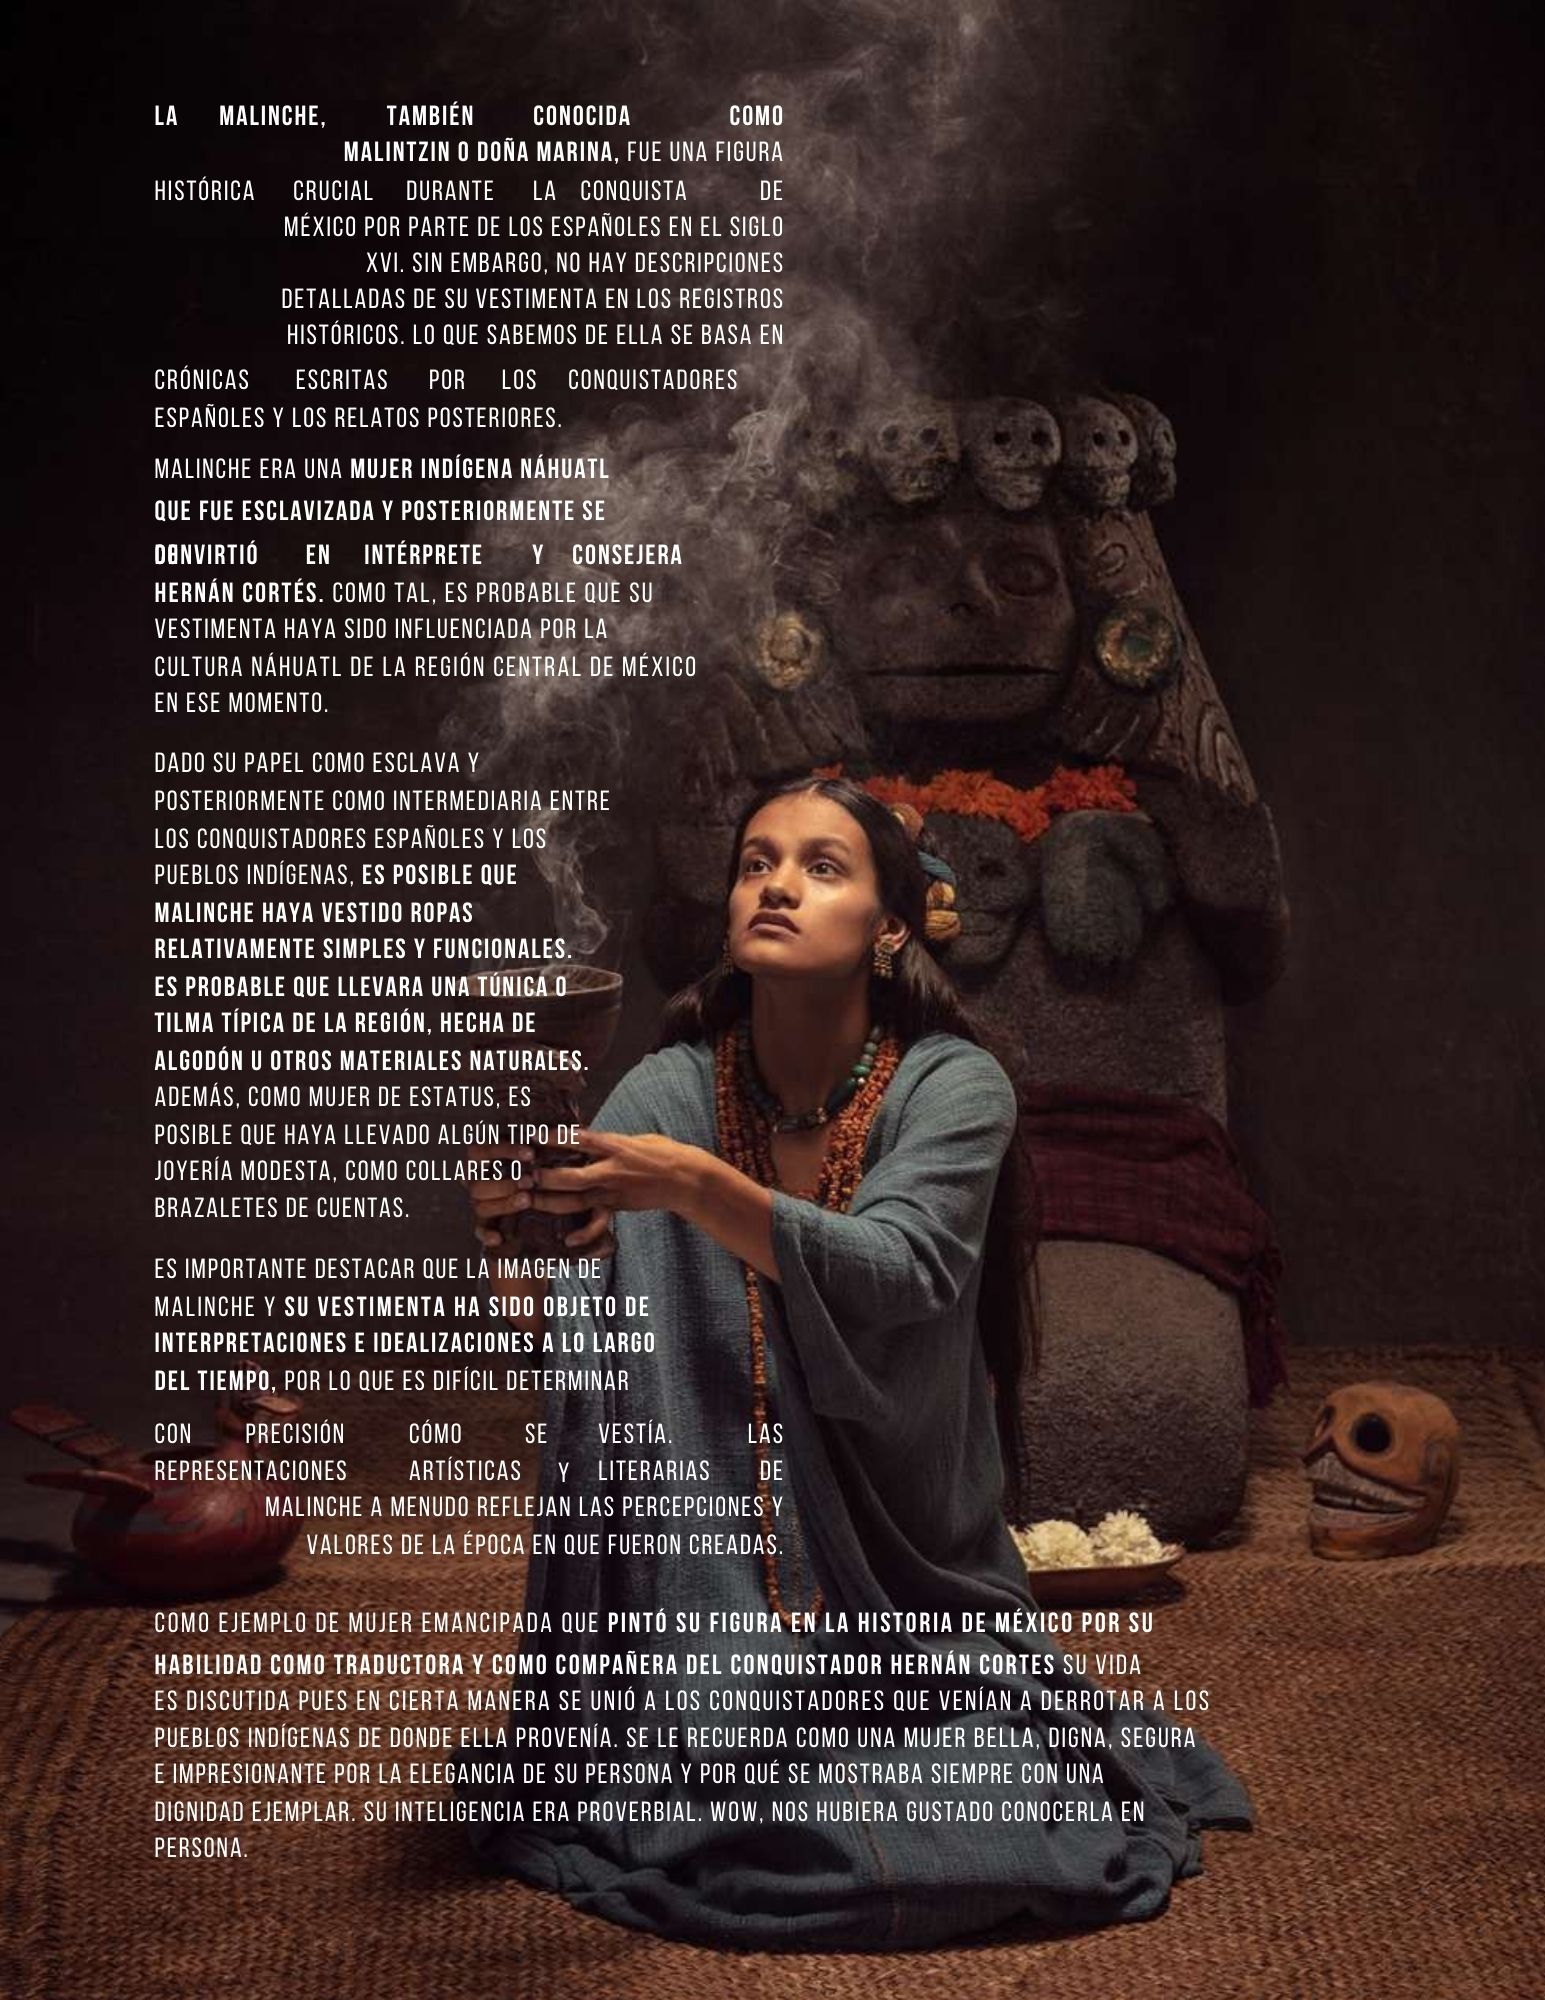 LA MALINCHE, TAMBIÉN CONOCIDA COMO
MALINTZIN O DOÑA MARINA, FUE UNA FIGURA
HISTÓRICA CRUCIAL DURANTE LA CONQUISTA DE
MÉXICO POR PARTE DE LOS ESPAÑOLES EN EL SIGLO
XVI. SIN EMBARGO, NO HAY DESCRIPCIONES
DETALLADAS DE SU VESTIMENTA EN LOS REGISTROS
HISTÓRICOS. LO QUE SABEMOS DE ELLA SE BASA EN
CRÓNICAS ESCRITAS POR LOS CONQUISTADORES
ESPAÑOLES Y LOS RELATOS POSTERIORES.
MALINCHE ERA UNA MUJER INDÍGENA NÁHUATL
QUE FUE ESCLAVIZADA Y POSTERIORMENTE SE
CONVIRTIÓ EN INTÉRPRETE Y CONSEJERA
HERNÁN CORTÉS. COMO TAL, ES PROBABLE QUE SU
VESTIMENTA HAYA SIDO INFLUENCIADA POR LA
CULTURA NÁHUATL DE LA REGIÓN CENTRAL DE MÉXICO
EN ESE MOMENTO.
DADO SU PAPEL COMO ESCLAVA Y
POSTERIORMENTE COMO INTERMEDIARIA ENTRE
LOS CONQUISTADORES ESPAÑOLES Y LOS
PUEBLOS INDÍGENAS, ES POSIBLE QUE
MALINCHE HAYA VESTIDO ROPAS
RELATIVAMENTE SIMPLES Y FUNCIONALES.
ES PROBABLE QUE LLEVARA UNA TÚNICA O
TILMA TÍPICA DE LA REGIÓN, HECHA DE
ALGODÓN U OTROS MATERIALES NATURALES.
ADEMÁS, COMO MUJER DE ESTATUS, ES
POSIBLE QUE HAYA LLEVADO ALGÚN TIPO DE
JOYERÍA MODESTA, COMO COLLARES O
BRAZALETES DE CUENTAS.
ES IMPORTANTE DESTACAR QUE LA IMAGEN DE
MALINCHE Y SU VESTIMENTA HA SIDO OBJETO DE
INTERPRETACIONES E IDEALIZACIONES A LO LARGO
DEL TIEMPO, POR LO QUE ES DIFÍCIL DETERMINAR
CON PRECISIÓN CÓMO SE VESTÍA. LAS
REPRESENTACIONES ARTÍSTICAS Y LITERARIAS DE
MALINCHE A MENUDO REFLEJAN LAS PERCEPCIONES Y
VALORES DE LA ÉPOCA EN QUE FUERON CREADAS.
COMO EJEMPLO DE MUJER EMANCIPADA QUE PINTÓ SU FIGURA EN LA HISTORIA DE MÉXICO POR SU
HABILIDAD COMO TRADUCTORA Y COMO COMPAÑERA DEL CONQUISTADOR HERNÁN CORTES SU VIDA
ES DISCUTIDA PUES EN CIERTA MANERA SE UNIÓ A LOS CONQUISTADORES QUE VENÍAN A DERROTAR A LOS
PUEBLOS INDÍGENAS DE DONDE ELLA PROVENÍA. SE LE RECUERDA COMO UNA MUJER BELLA, DIGNA, SEGURA
E IMPRESIONANTE POR LA ELEGANCIA DE SU PERSONA Y POR QUÉ SE MOSTRABA SIEMPRE CON UNA
DIGNIDAD EJEMPLAR. SU INTELIGENCIA ERA PROVERBIAL. WOW, NOS HUBIERA GUSTADO CONOCERLA EN
PERSONA.